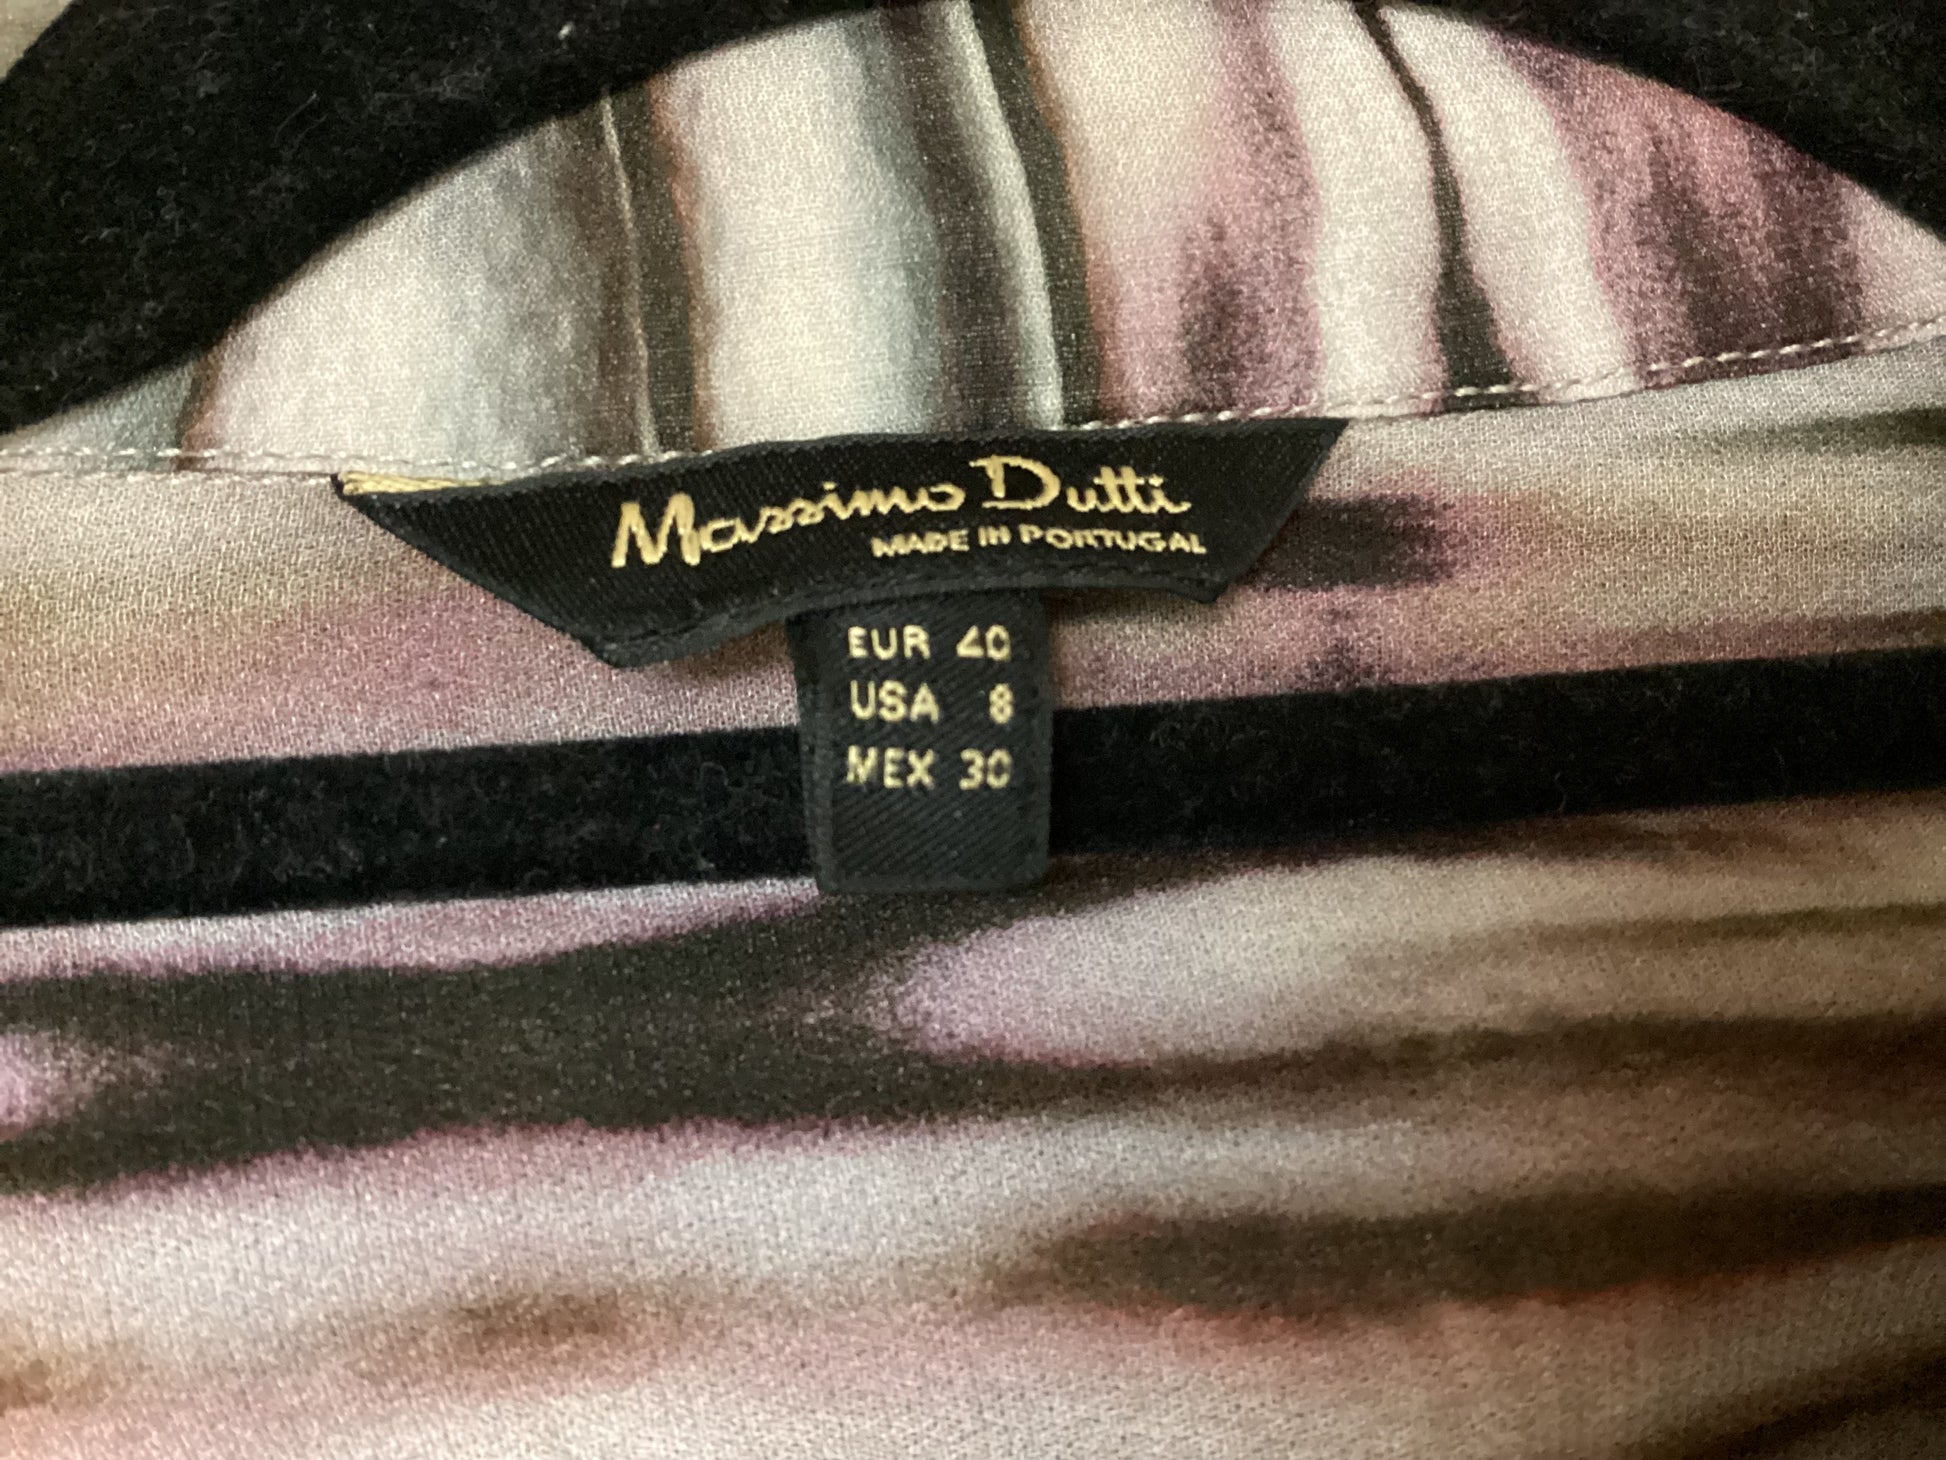 Massimo Dutti
MADE IN PORTUGAL
EUR 40
USA 8
MEX 30